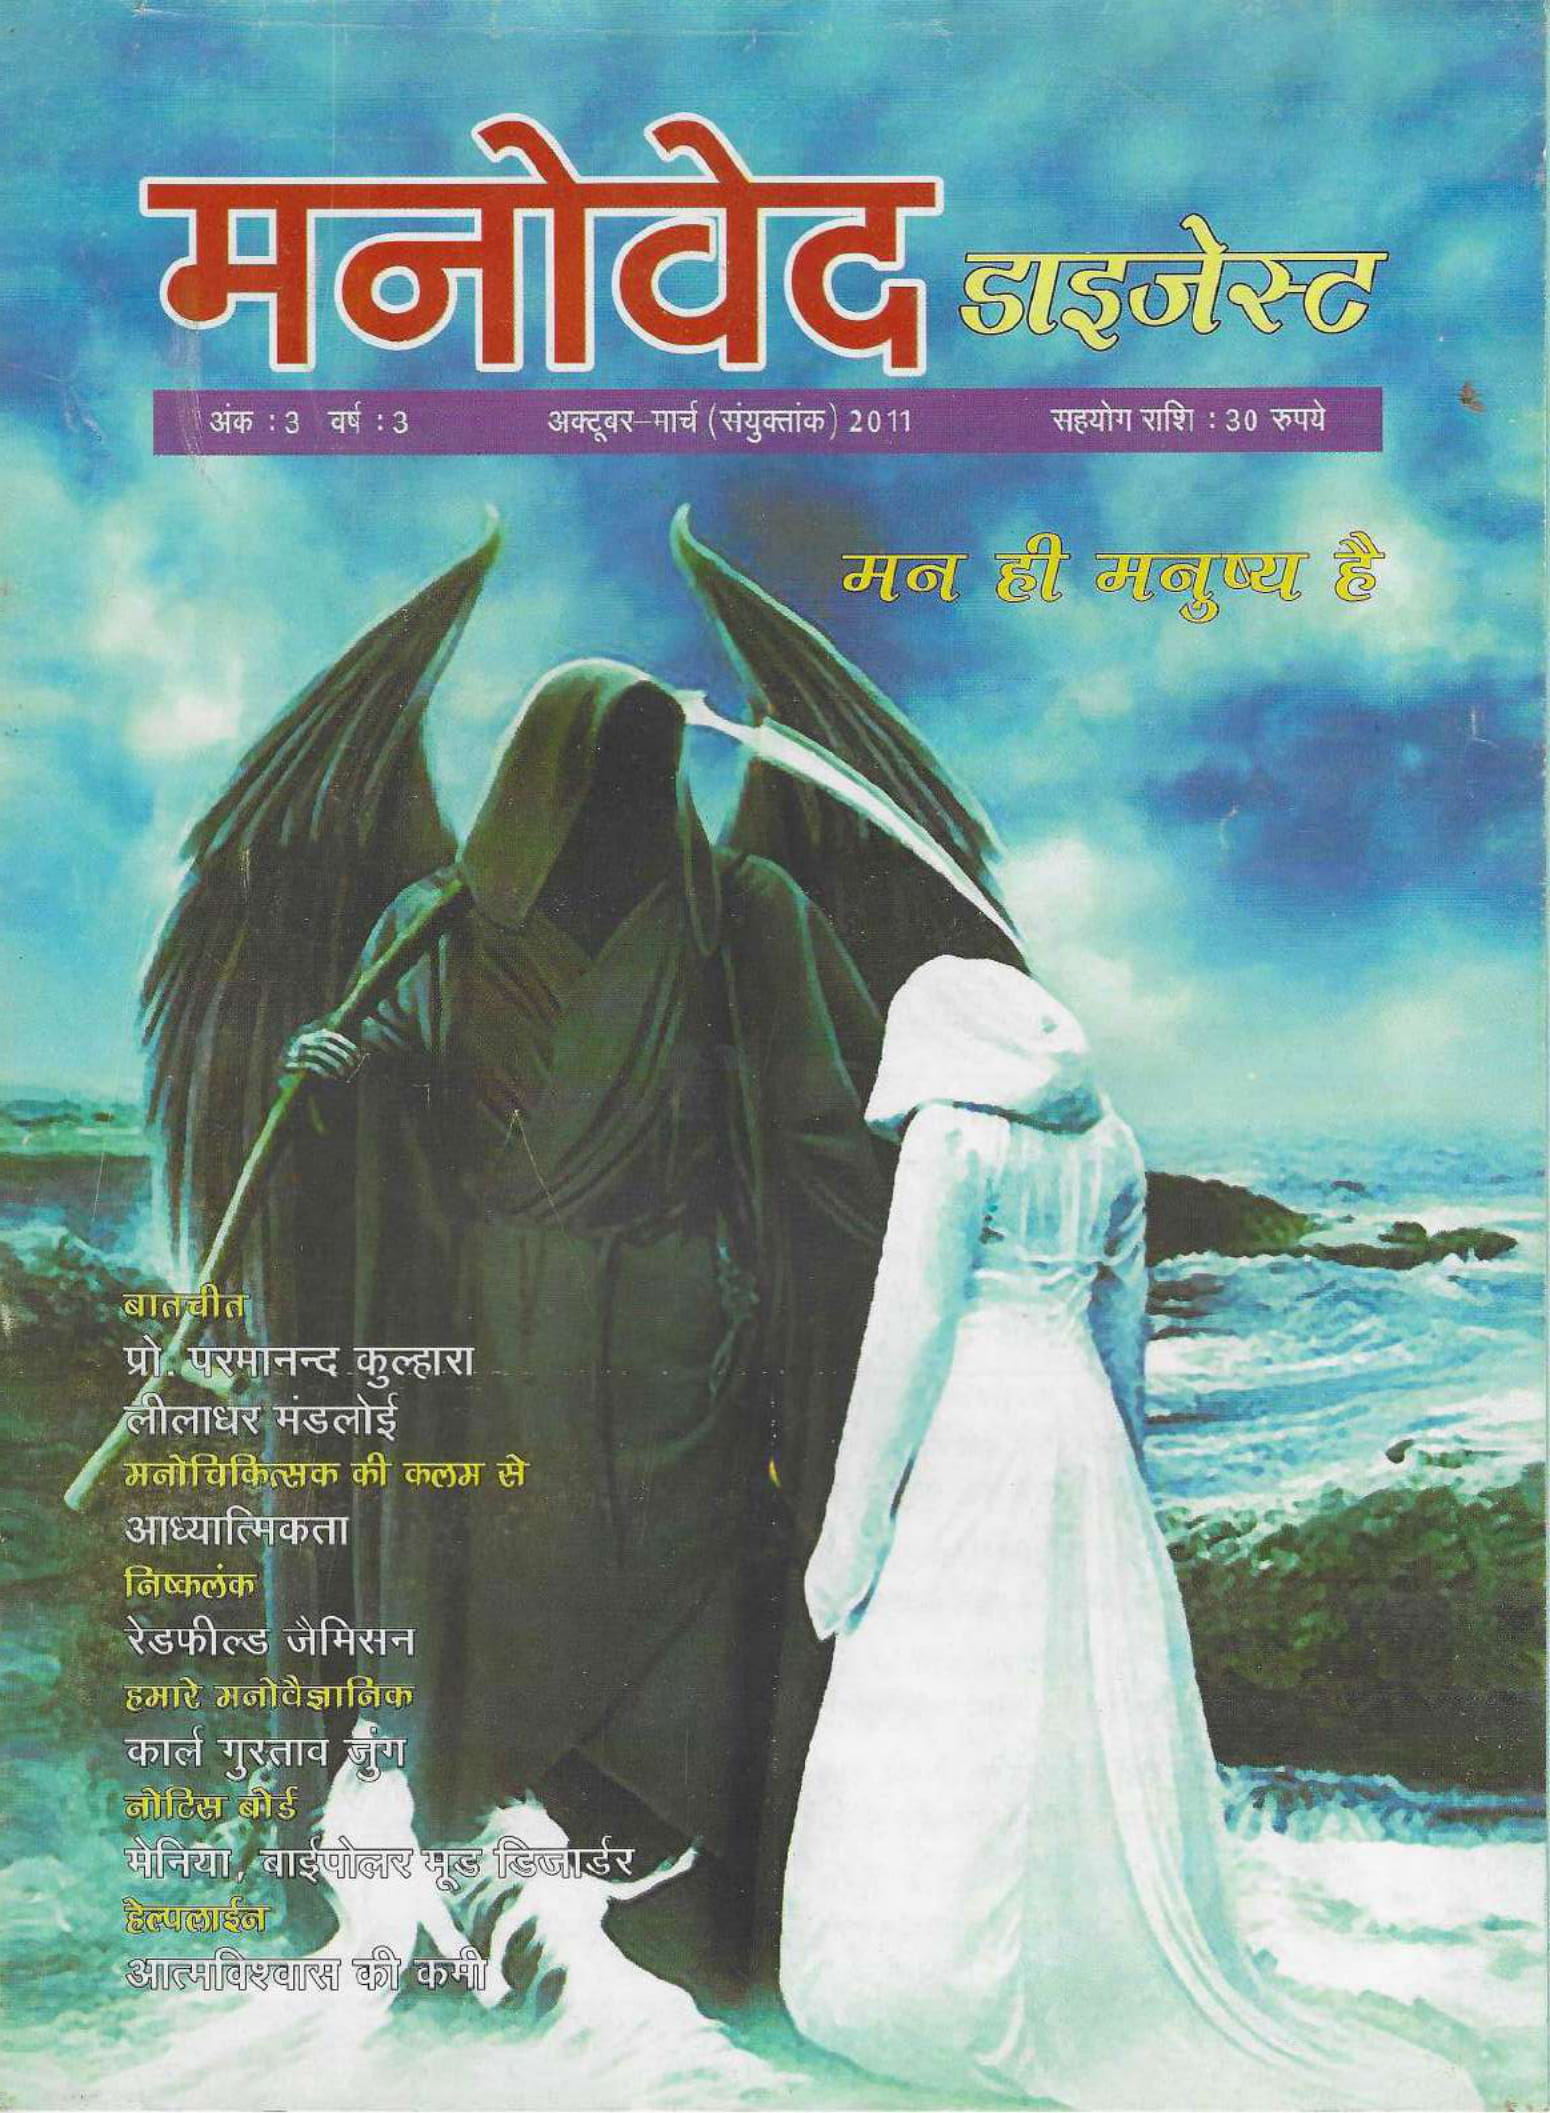 मनोवेद डाइजेस्ट
अंक : 3 वर्ष : 3 अक्टूबर-मार्च (संयुक्तांक) 2011 सहयोग राशि : 30 रुपये
मन ही मनुष्य है
बातचीत
प्रो. परमानन्द कुल्हारा
लीलाधर मंडलोई
मनोचिकित्सक की कलम से
आध्यात्मिकता
निष्कलंक
रेडफील्ड जैमिसन
हमारे मनोवैज्ञानिक
कार्ल गुस्ताव जुंग
नोटिस बोर्ड
मेनिया, बाईपोलर मूड डिजार्डर
हेल्पलाईन
आत्मविश्वास की कमी